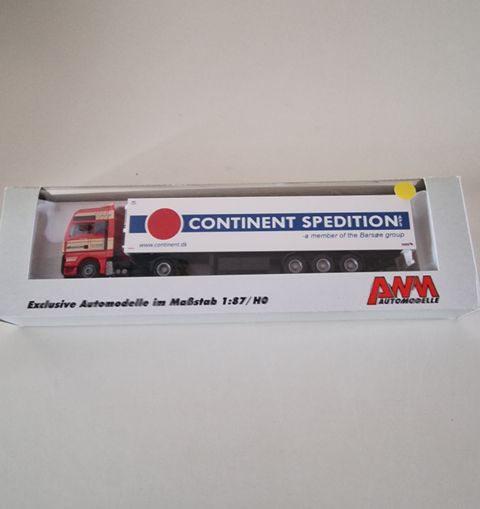 CONTINENT SPEDITION
-a member of the Barsøe group
www.continent.dk
Exclusive Automodelle im Maßstab 1:87/H0
AWM
AUTOMODELLE